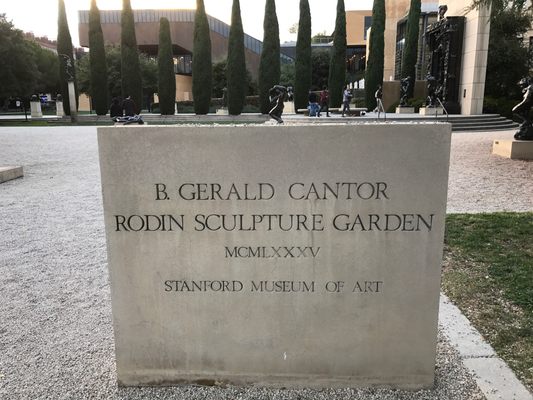 B. GERALD CANTOR
RODIN SCULPTURE GARDEN
MCMLXXXV
STANFORD MUSEUM OF ART